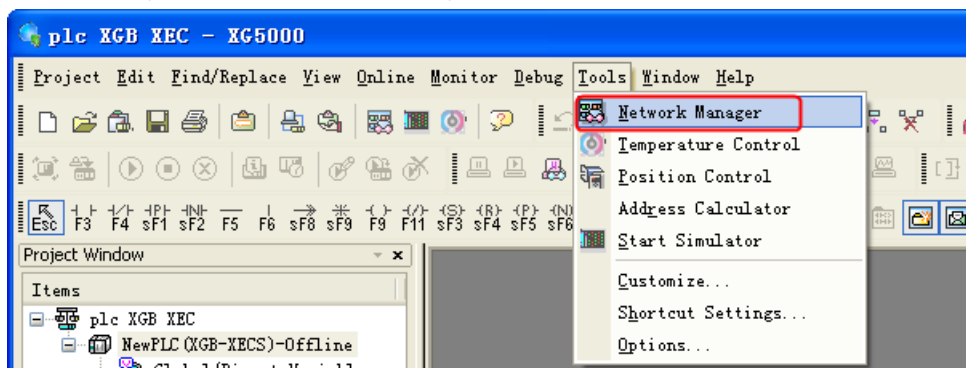 plc XGB XEC - XG5000
Project Edit Find/Replace View Online Monitor Debug Tools Window Help
Network Manager
Temperature Control
Position Control
Address Calculator
Start Simulator
Customize...
Shortcut Settings...
Options...
Esc F3 F4 sF1 sF2 F5 F6 sF8 sF9 F9 F11 sF3 sF4 sF5 sF6
Project Window
Items
plc XGB XEC
NewPLC(XGB-XECS)-Offline